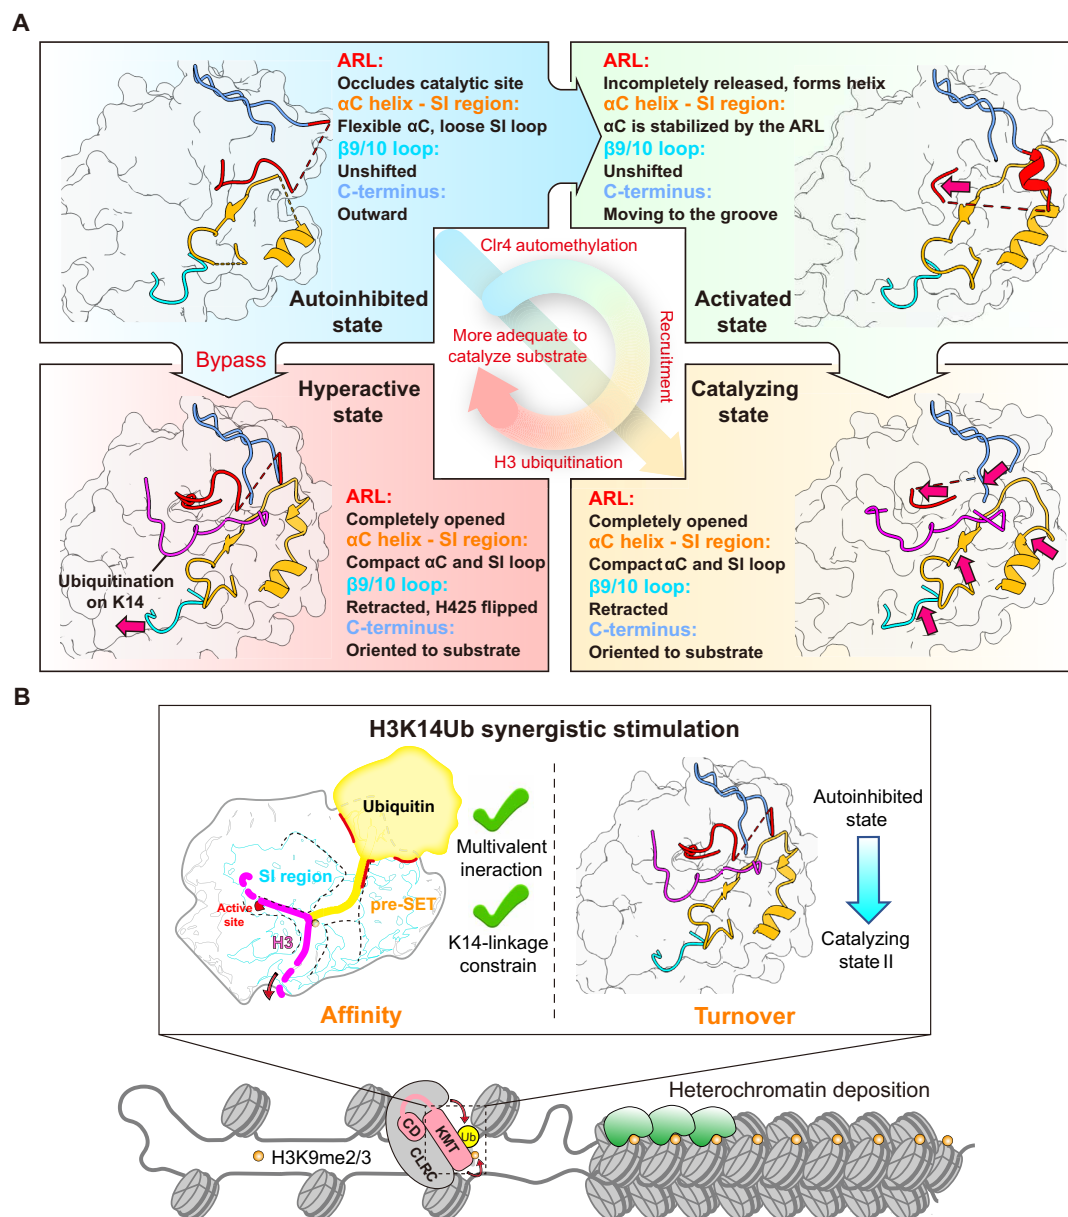 A
ARL:
Occludes catalytic site
αC helix - SI region:
Flexible αC, loose SI loop
β9/10 loop:
Unshifted
C-terminus:
Outward
Autoinhibited
state
ARL:
Incompletely released, forms helix
αC helix - SI region:
αC is stabilized by the ARL
β9/10 loop:
Unshifted
C-terminus:
Moving to the groove
Activated
state
Clr4 automethylation
Recruitment
More adequate to
catalyze substrate
H3 ubiquitination
Bypass
Hyperactive
state
Ubiquitination
on K14
ARL:
Completely opened
αC helix - SI region:
Compact αC and SI loop
β9/10 loop:
Retracted, H425 flipped
C-terminus:
Oriented to substrate
Catalyzing
state
ARL:
Completely opened
αC helix - SI region:
Compact αC and SI loop
β9/10 loop:
Retracted
C-terminus:
Oriented to substrate
B
H3K14Ub synergistic stimulation
Ubiquitin
SI region
pre-SET
Active
site
H3
Multivalent
ineraction
K14-linkage
constrain
Affinity
Autoinhibited
state
Catalyzing
state II
Turnover
Heterochromatin deposition
H3K9me2/3
CD
KMT
Ub
CLRC